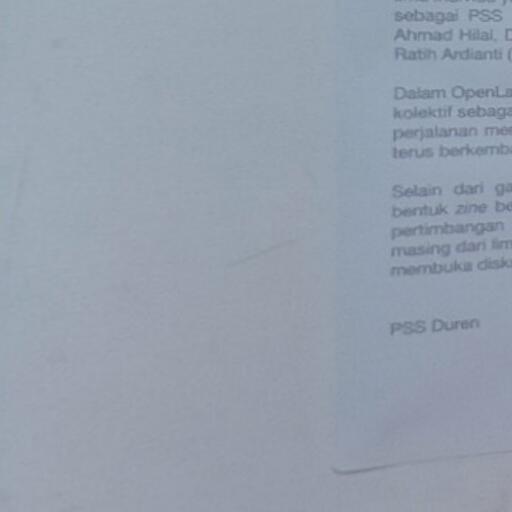 sebagai PSS
Ahmad Hilal,
Ratih Ardianti (
Dalam OpenLa
kolektif sebaga
perjalanan me
terus berkemba
Selain dari ga
bentuk zine be
pertimbangan
masing dari lim
membuka disk
PSS Duren